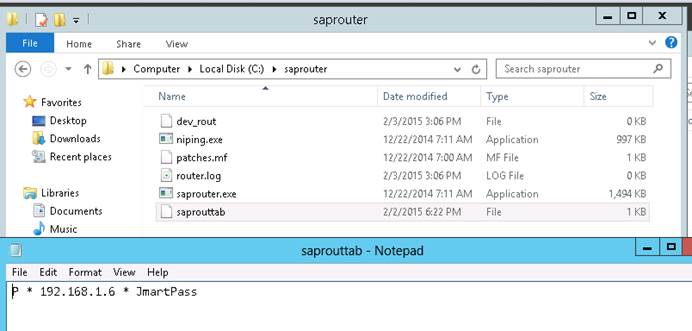 saprouter
File Home Share View
Computer Local Disk (C:) saprouter Search saprouter
Favorites
Desktop
Downloads
Recent places
Libraries
Documents
Music
Name Date modified Type Size
dev_rout 2/3/2015 3:06 PM File 0 KB
niping.exe 12/22/2014 7:11 AM Application 997 KB
patches.mf 12/22/2014 7:00 AM MF File 1 KB
router.log 2/3/2015 3:06 PM LOG File 0 KB
saprouter.exe 12/22/2014 7:11 AM Application 1,494 KB
saprouttab 2/2/2015 6:22 PM File 1 KB
saprouttab - Notepad
File Edit Format View Help
P * 192.168.1.6 * JmartPass